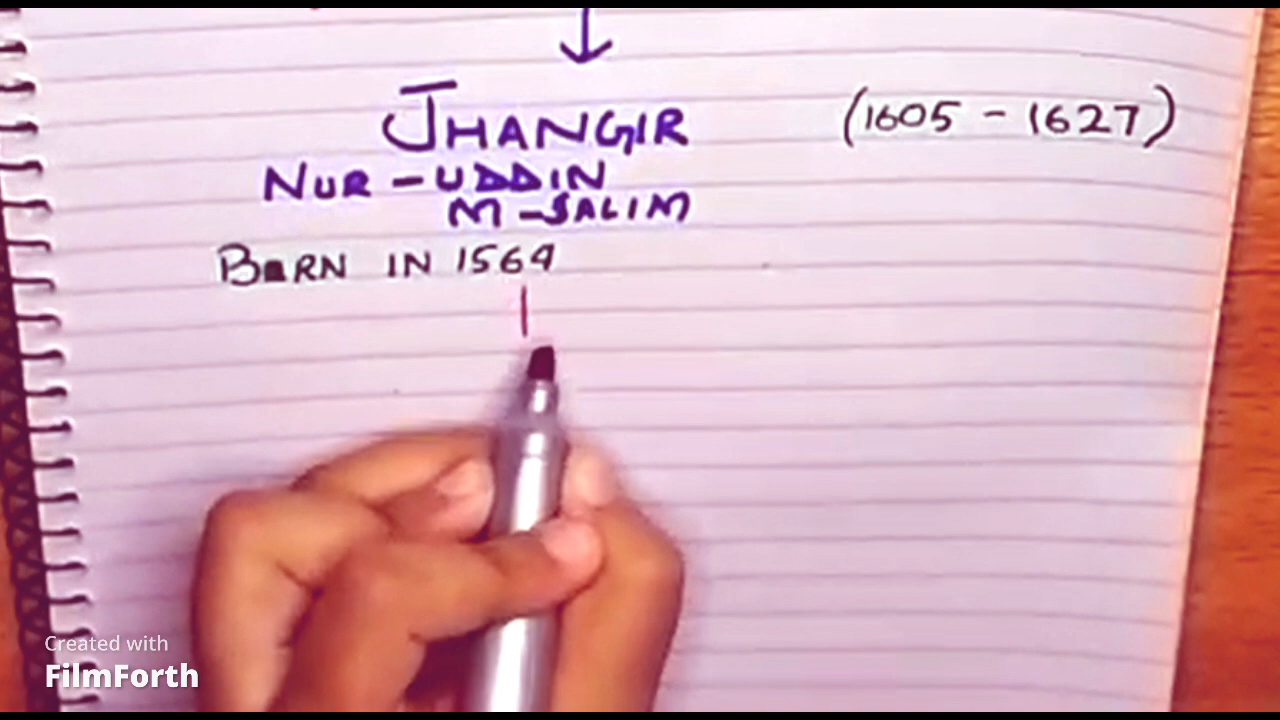 JHANGIR (1605 - 1627)
NUR - UDDIN
M - SALIM
BORN IN 1569
Created with
FilmForth